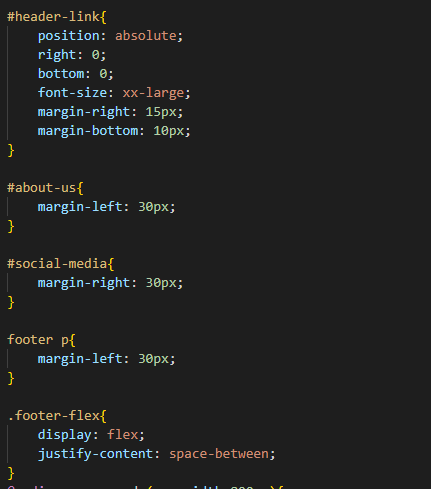 #header-link{
    position: absolute;
    right: 0;
    bottom: 0;
    font-size: xx-large;
    margin-right: 15px;
    margin-bottom: 10px;
}

#about-us{
    margin-left: 30px;
}

#social-media{
    margin-right: 30px;
}

footer p{
    margin-left: 30px;
}

.footer-flex{
    display: flex;
    justify-content: space-between;
}